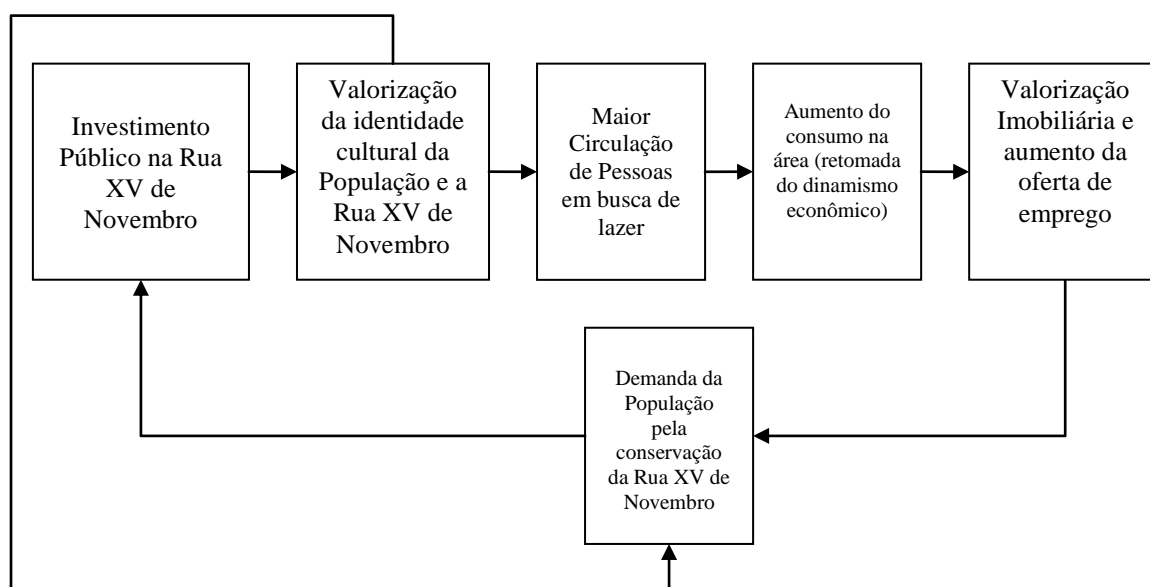 Investimento
Público na Rua
XV de
Novembro
Valorização
da identidade
cultural da
População e a
Rua XV de
Novembro
Maior
Circulação
de Pessoas
em busca de
lazer
Aumento do
consumo na
área (retomada
do dinamismo
econômico)
Valorização
Imobiliária e
aumento da
oferta de
emprego
Demanda da
População
pela
conservação
da Rua XV de
Novembro